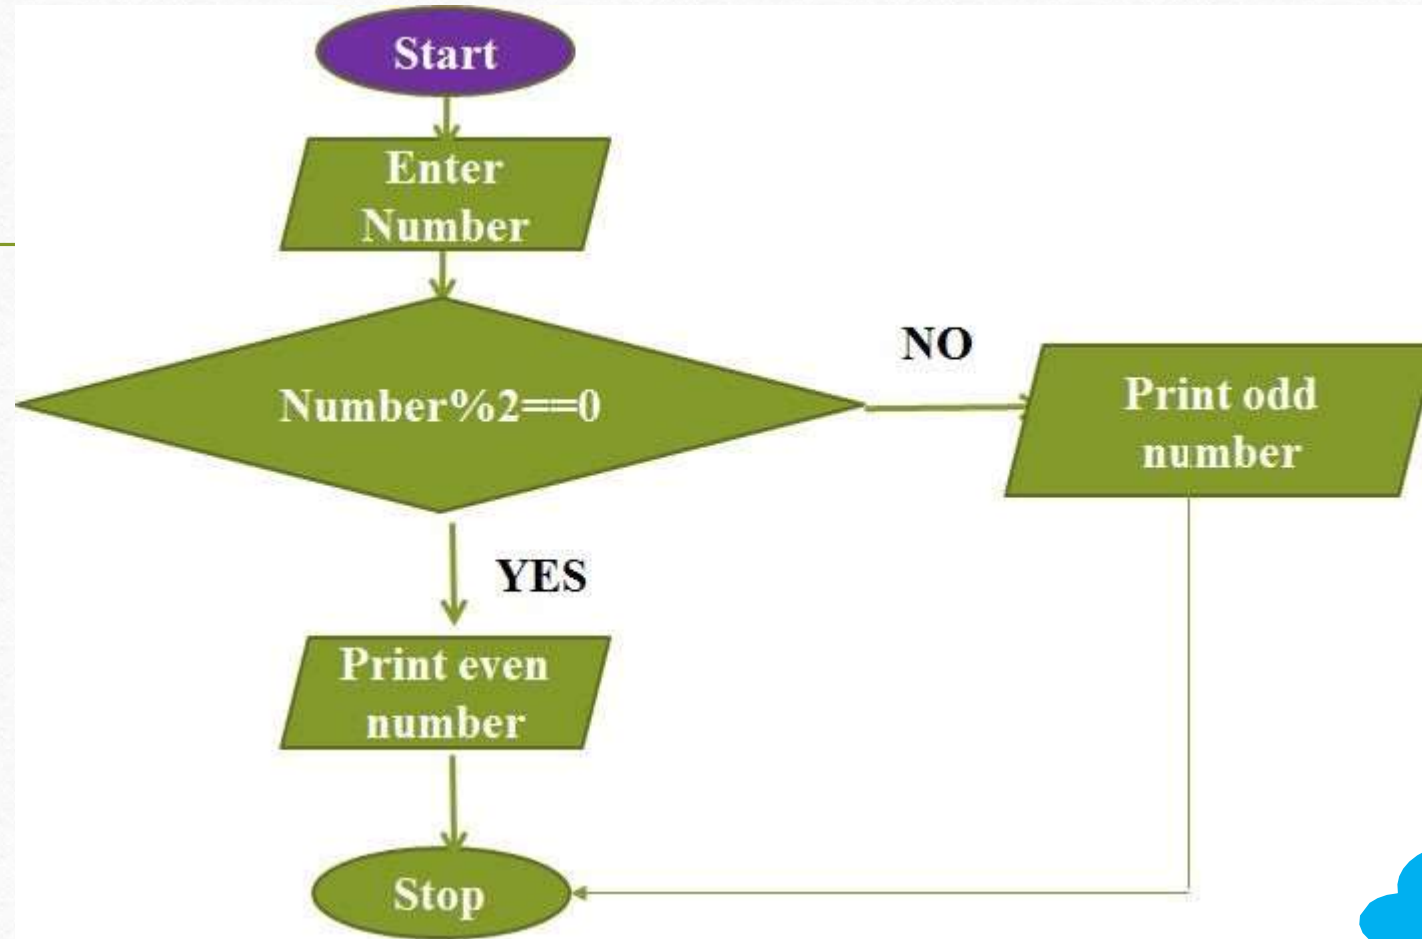 Start
Enter
Number
Number%2==0
NO
Print odd
number
YES
Print even
number
Stop